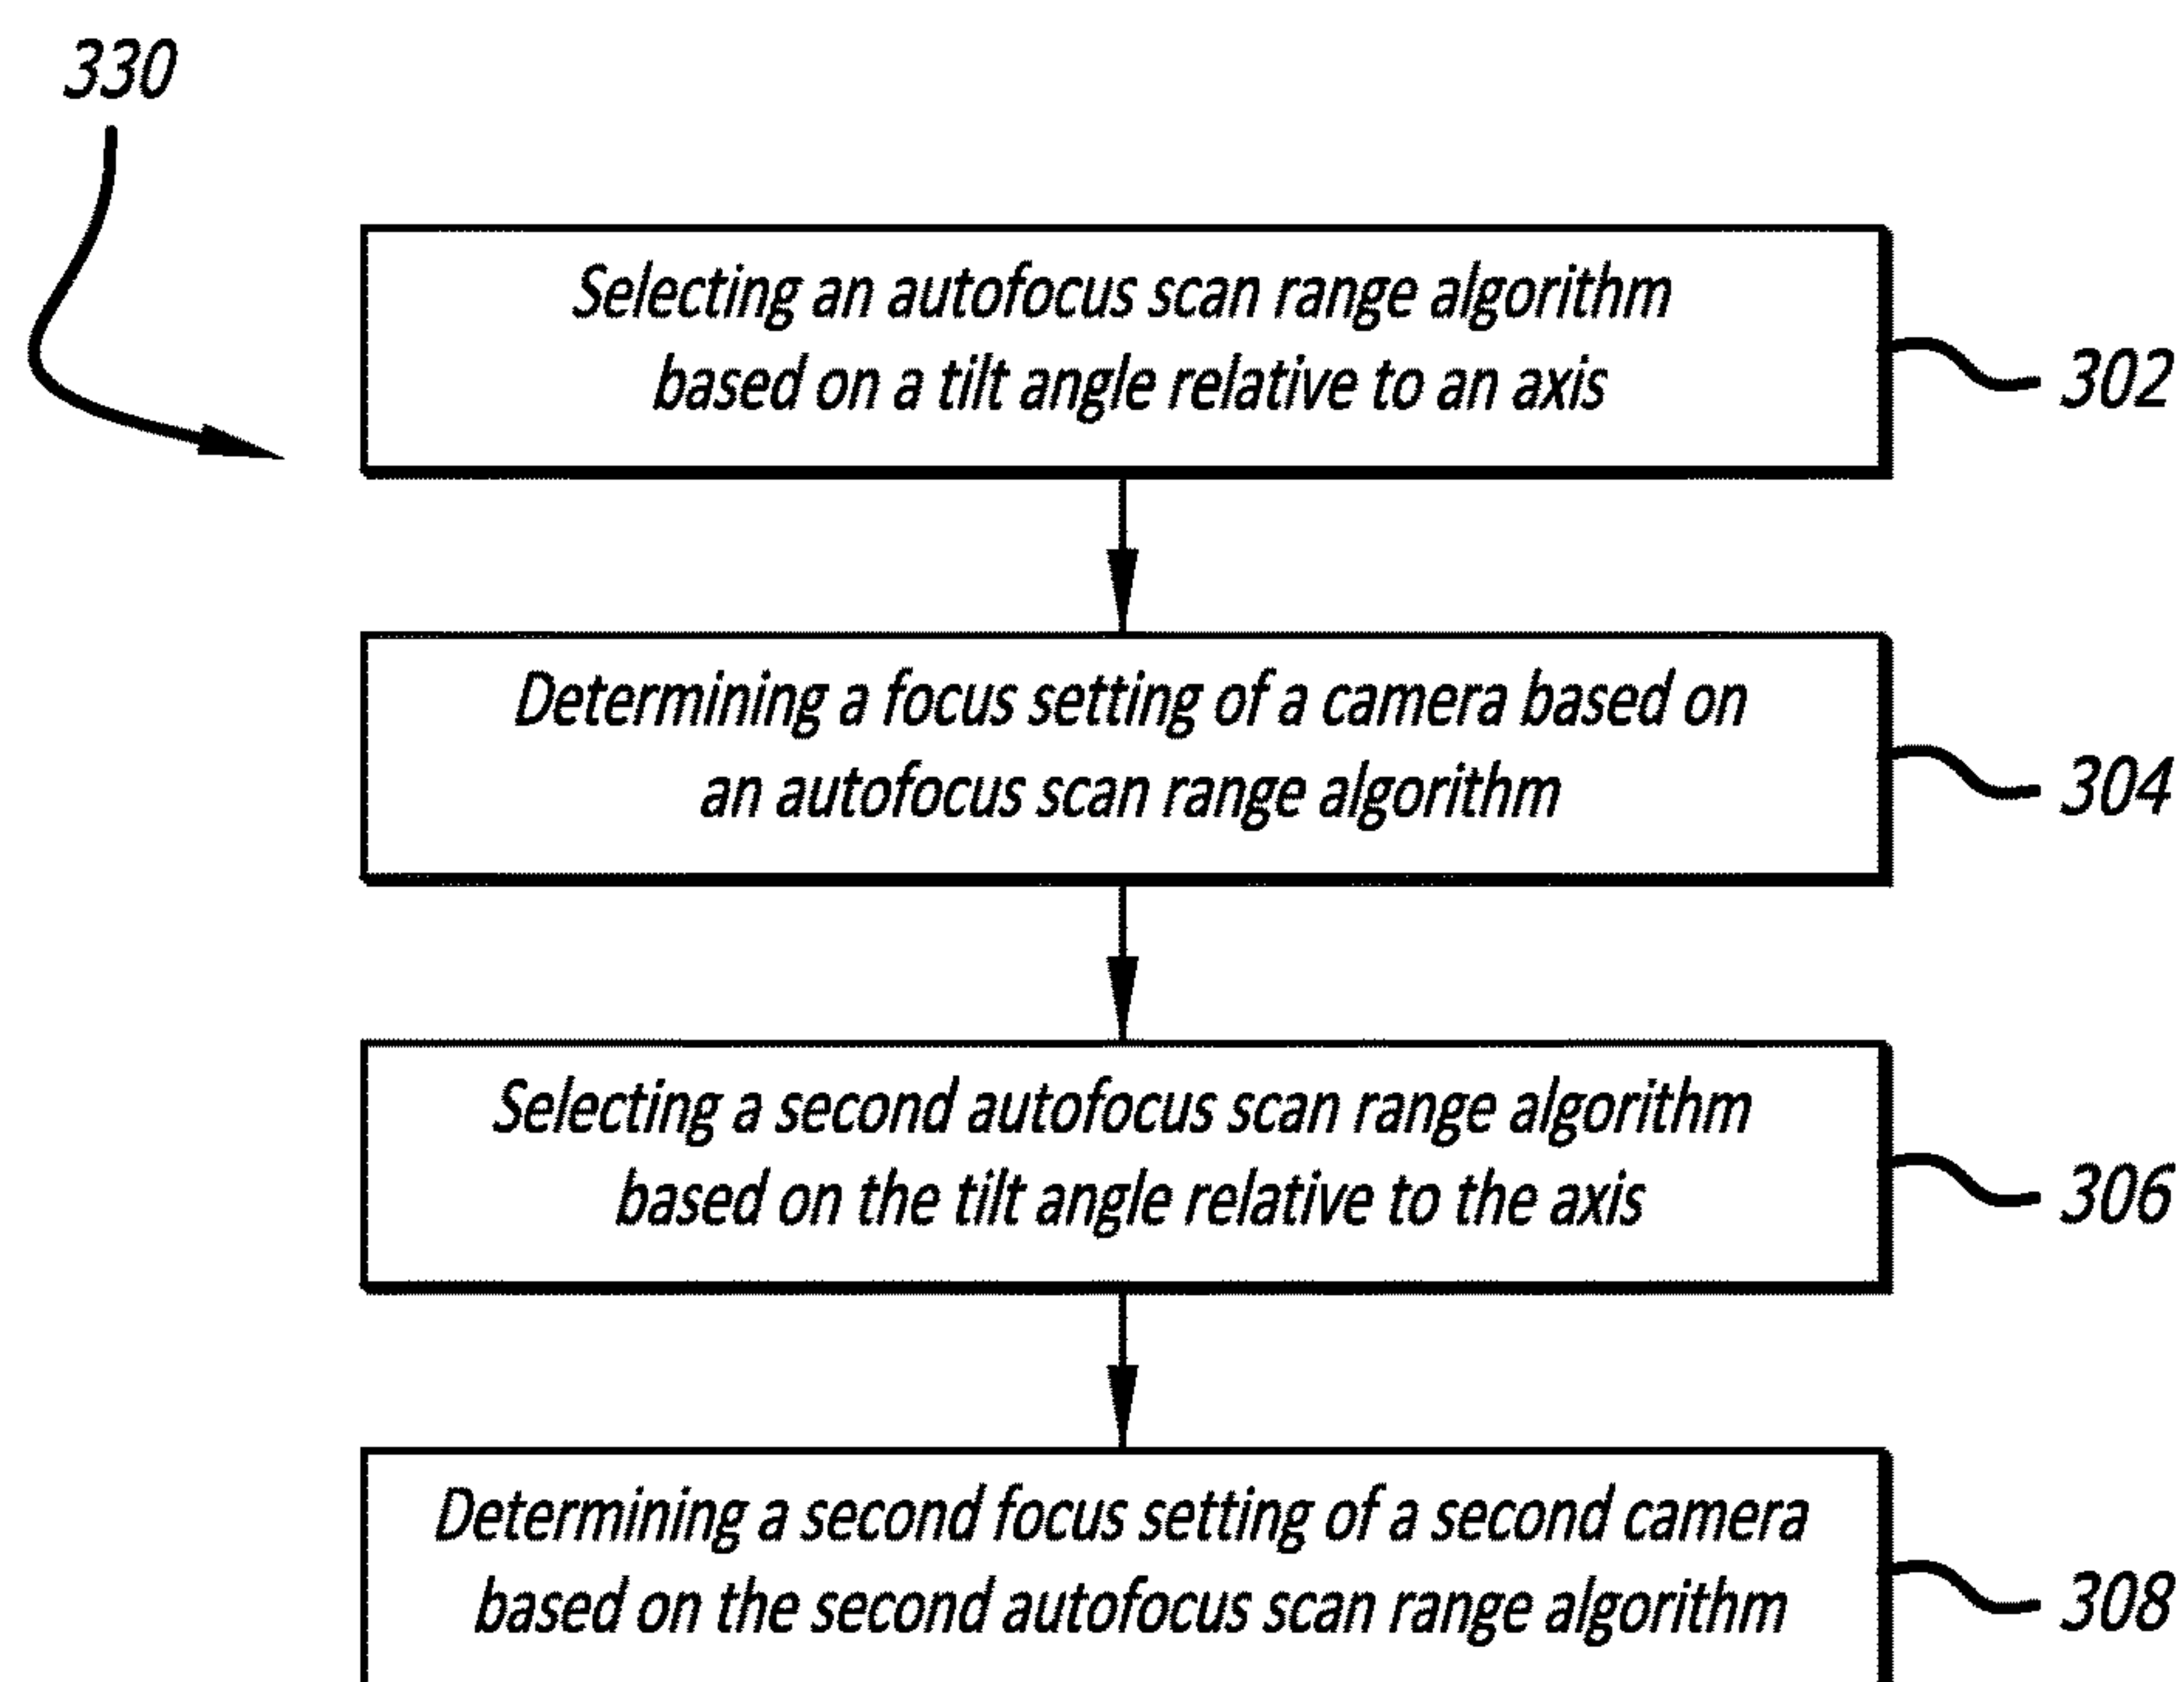 330
Selecting an autofocus scan range algorithm
based on a tilt angle relative to an axis
302
Determining a focus setting of a camera based on
an autofocus scan range algorithm
304
Selecting a second autofocus scan range algorithm
based on the tilt angle relative to the axis
306
Determining a second focus setting of a second camera
based on the second autofocus scan range algorithm
308